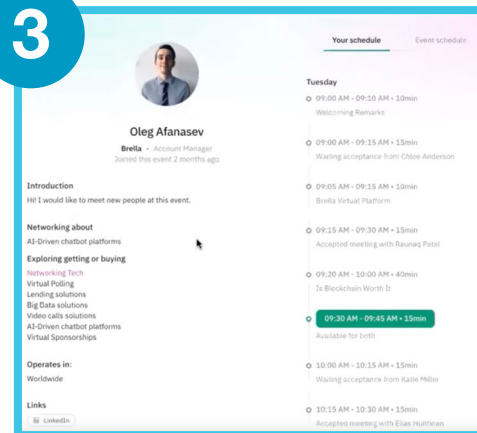 3
Your schedule
Event schedule
Oleg Afanasev
Brella • Account Manager
Joined this event 2 months ago
Introduction
Hi! I would like to meet new people at this event.
Networking about
AI-Driven chatbot platforms
Exploring getting or buying
Networking Tech
Virtual Polling
Lending solutions
Big Data solutions
Video calls solutions
AI-Driven chatbot platforms
Virtual Sponsorships
Operates in:
Worldwide
Links
LinkedIn
Tuesday
09:00 AM - 09:10 AM • 10min
Welcoming Remarks
09:00 AM - 09:15 AM • 15min
Waiting acceptance from Chloe Anderson
09:05 AM - 09:15 AM • 10min
Brella Virtual Platform
09:15 AM - 09:30 AM • 15min
Accepted meeting with Raunaq Patel
09:20 AM - 10:00 AM • 40min
Is Blockchain Worth It
09:30 AM - 09:45 AM • 15min
Available for both
10:00 AM - 10:15 AM • 15min
Waiting acceptance from Miller
10:15 AM - 10:30 AM • 15min
Accepted meeting with Elias